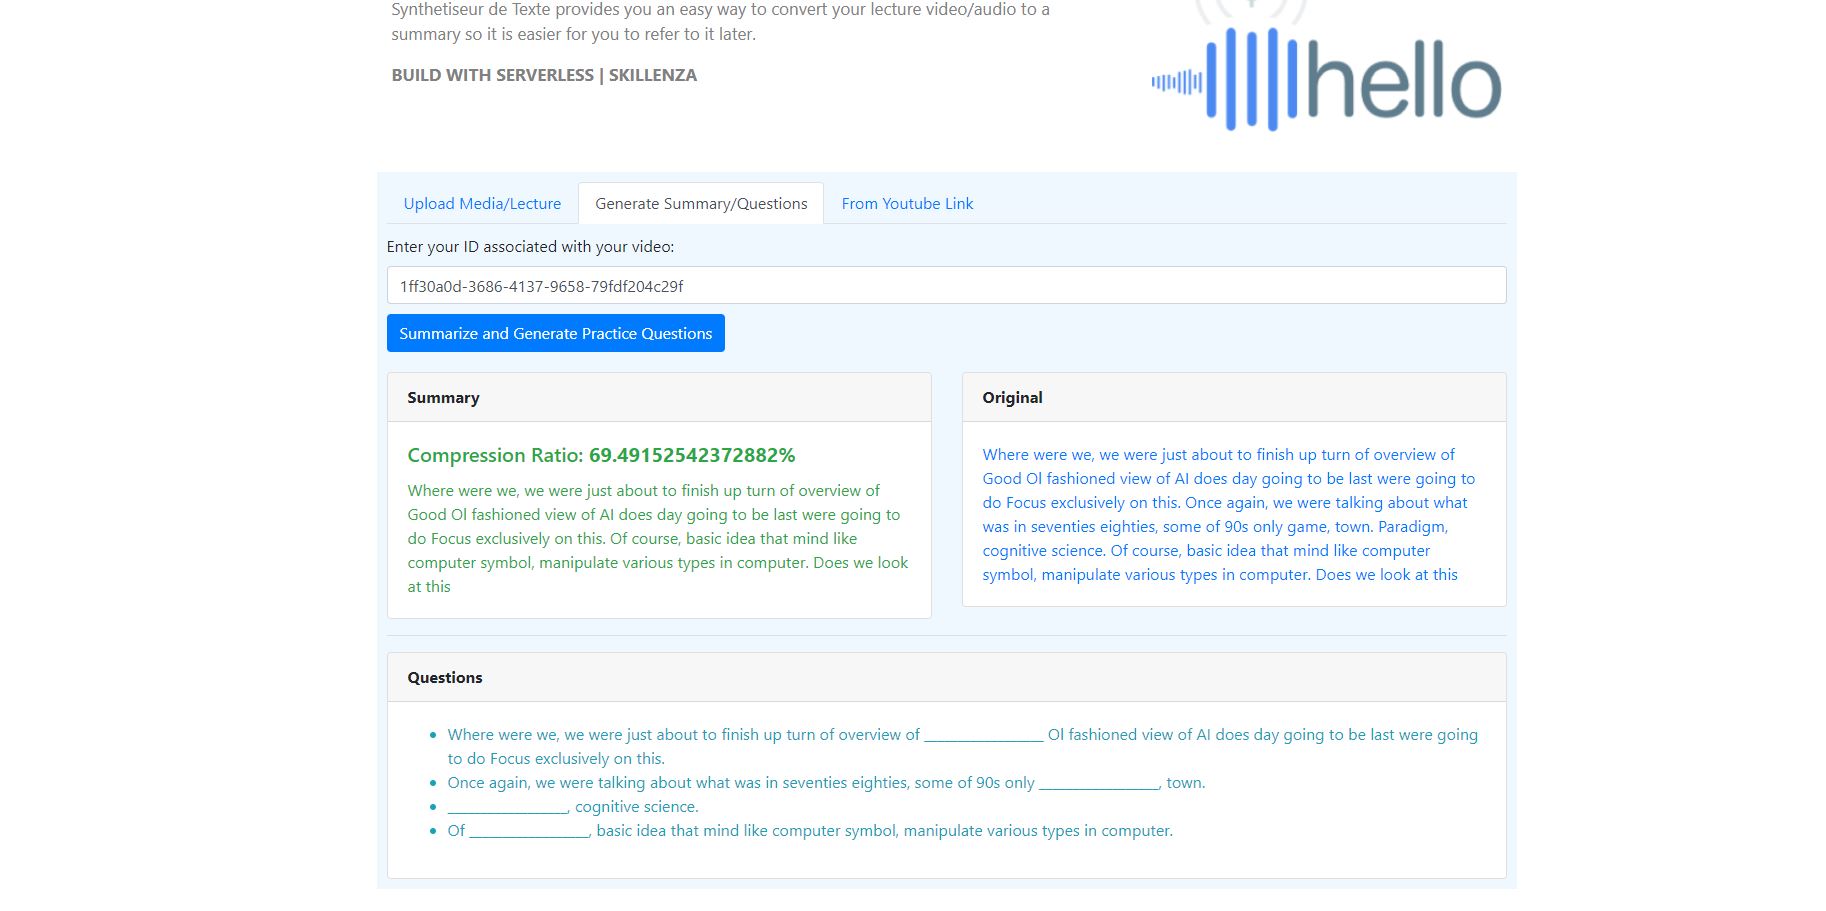 Synthetiseur de Texte provides you an easy way to convert your lecture video/audio to a
summary so it is easier for you to refer to it later.
BUILD WITH SERVERLESS | SKILLENZA
hello
Upload Media/Lecture
Generate Summary/Questions
From Youtube Link
Enter your ID associated with your video:
1ff30a0d-3686-4137-9658-79fdf204c29f
Summarize and Generate Practice Questions
Summary
Compression Ratio: 69.49152542372882%
Where were we, we were just about to finish up turn of overview of
Good Ol fashioned view of AI does day going to be last were going to
do Focus exclusively on this. Of course, basic idea that mind like
computer symbol, manipulate various types in computer. Does we look
at this
Original
Where were we, we were just about to finish up turn of overview of
Good Ol fashioned view of AI does day going to be last were going to
do Focus exclusively on this. Once again, we were talking about what
was in seventies eighties, some of 90s only game, town. Paradigm,
cognitive science. Of course, basic idea that mind like computer
symbol, manipulate various types in computer. Does we look at this
Questions
Where were we, we were just about to finish up turn of overview of ________________ Ol fashioned view of AI does day going to be last were going
to do Focus exclusively on this.
Once again, we were talking about what was in seventies eighties, some of 90s only ________________, town.
________________, cognitive science.
Of ________________, basic idea that mind like computer symbol, manipulate various types in computer.